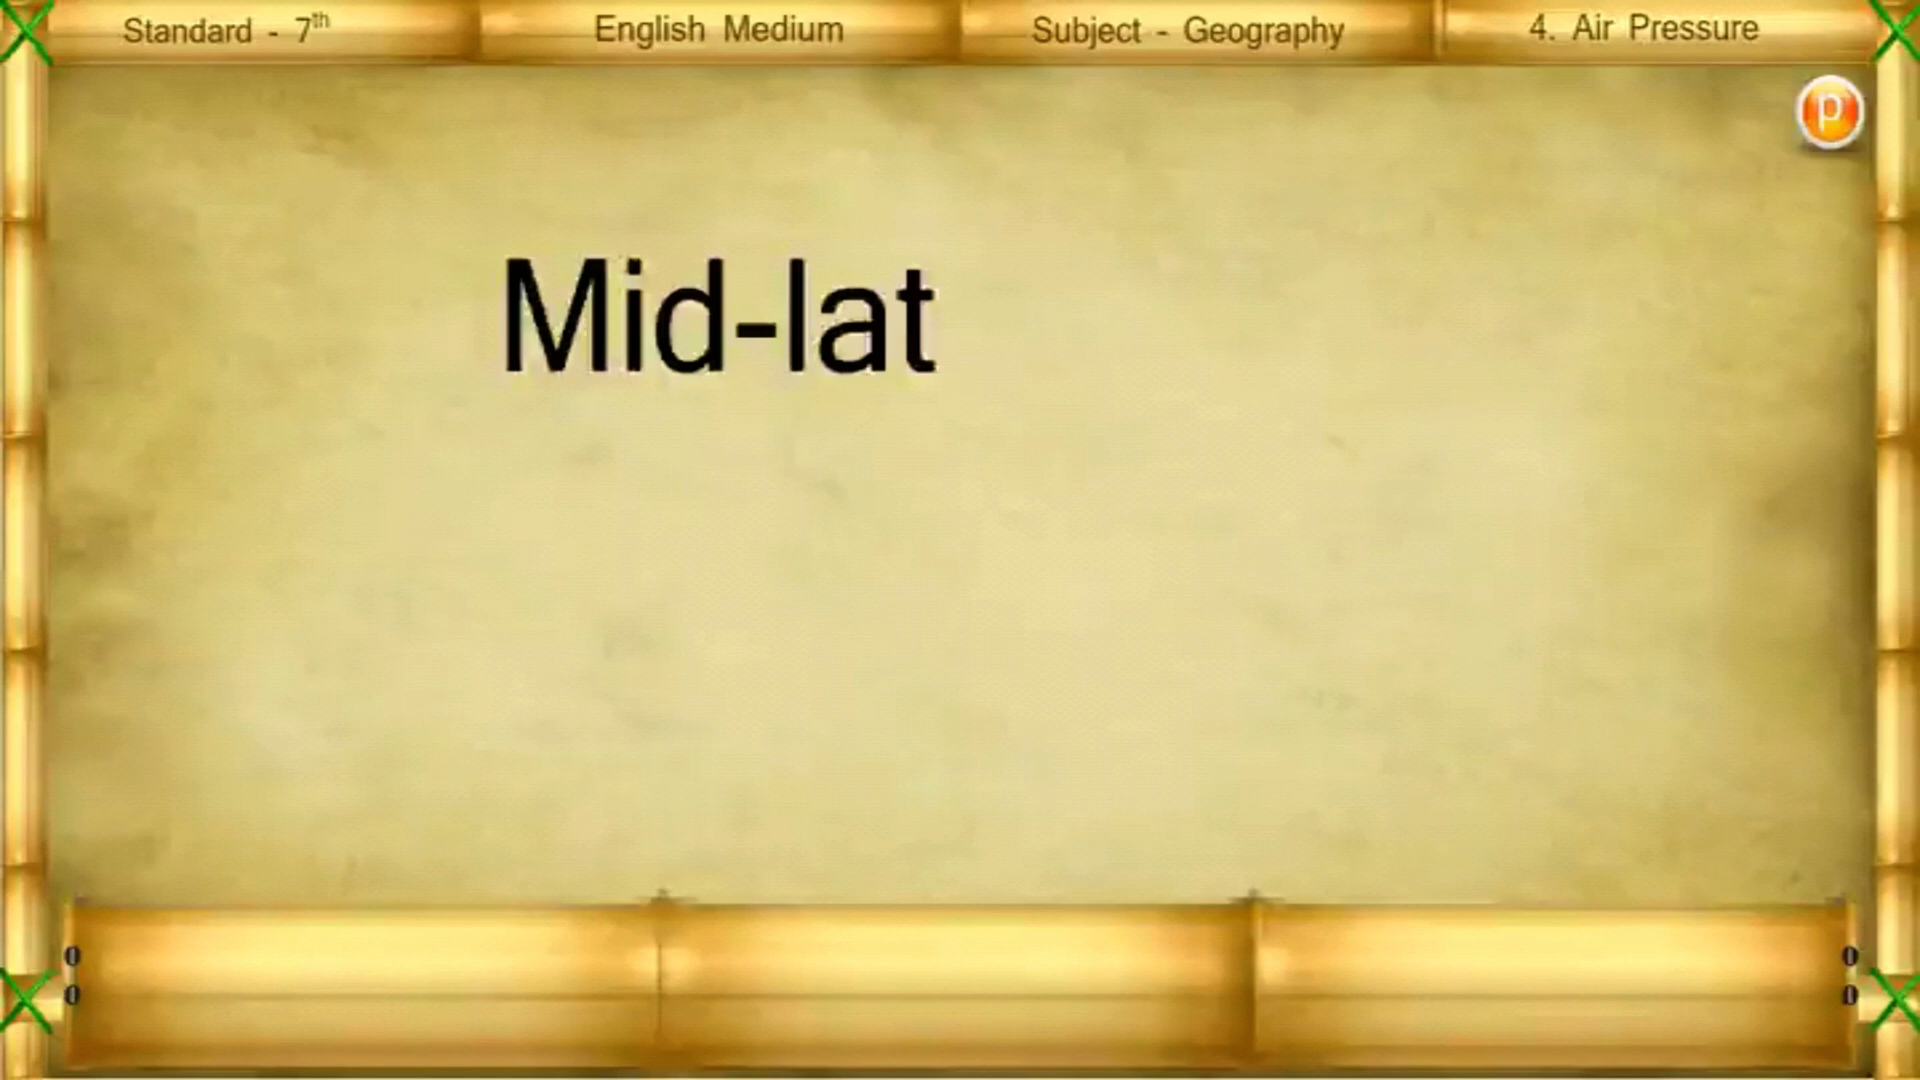 Standard - 7th English Medium Subject - Geography 4. Air Pressure
p
Mid-lat